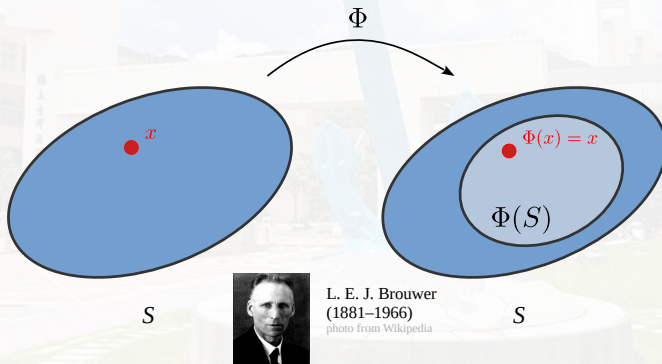 Φ
x
Φ(x) = x
Φ(S)
S
L. E. J. Brouwer
(1881–1966)
photo from Wikipedia
S